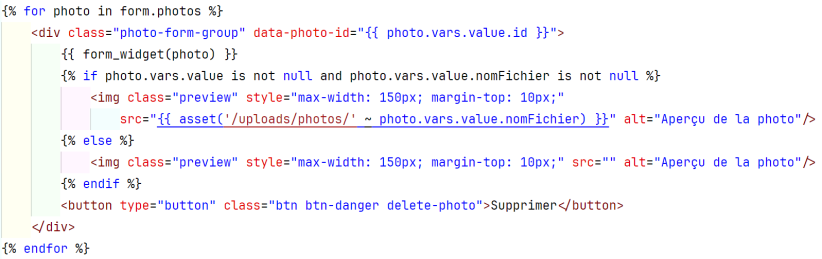 {% for photo in form.photos %}
<div class="photo-form-group" data-photo-id="{{ photo.vars.value.id }}">
{{ form_widget(photo) }}
{% if photo.vars.value is not null and photo.vars.value.nomFichier is not null %}
<img class="preview" style="max-width: 150px; margin-top: 10px;"
src="{{ asset('/uploads/photos/' ~ photo.vars.value.nomFichier) }}" alt="Aperçu de la photo"/>
{% else %}
<img class="preview" style="max-width: 150px; margin-top: 10px;" src="" alt="Aperçu de la photo"/>
{% endif %}
<button type="button" class="btn btn-danger delete-photo">Supprimer</button>
</div>
{% endfor %}